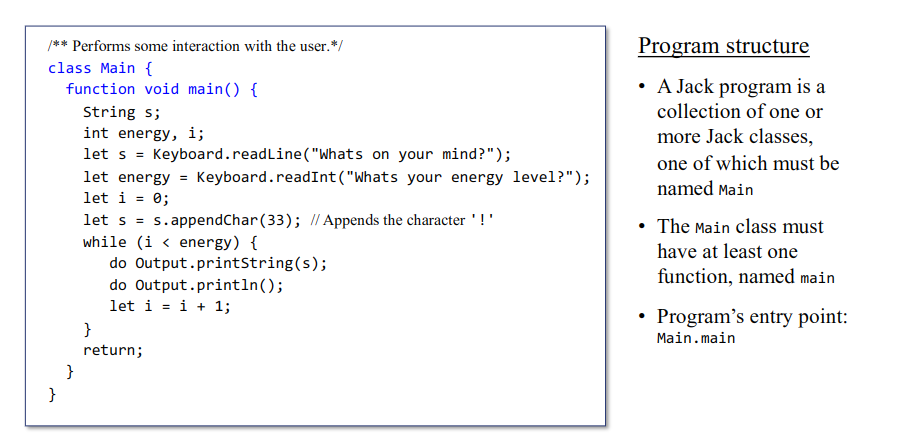 /** Performs some interaction with the user.*/
class Main {
function void main() {
String s;
int energy, i;
let s = Keyboard.readLine("Whats on your mind?");
let energy = Keyboard.readInt("Whats your energy level?");
let i = 0;
let s = s.appendChar(33); // Appends the character '!'
while (i < energy) {
do Output.printString(s);
do Output.println();
let i = i + 1;
}
return;
}
}
Program structure
• A Jack program is a
collection of one or
more Jack classes,
one of which must be
named Main
• The Main class must
have at least one
function, named main
• Program’s entry point:
Main.main